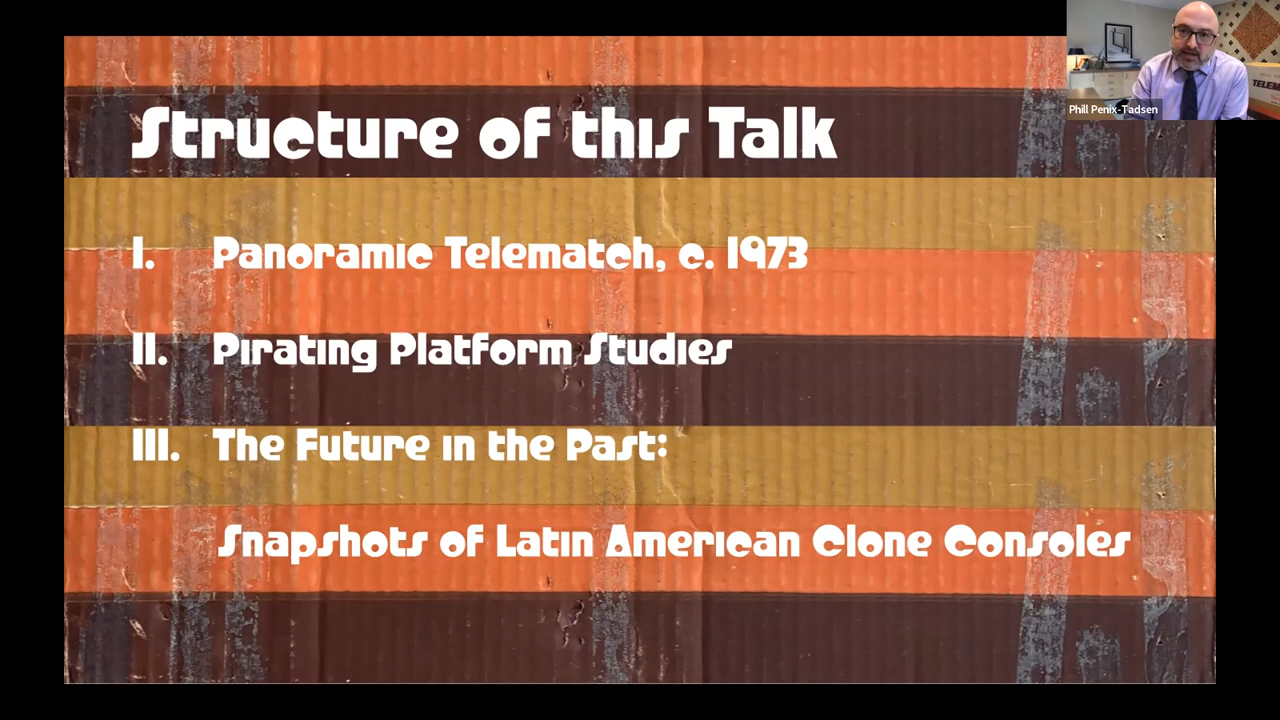 Structure of this Talk
I. Panoramic Telematch, c. 1973
II. Pirating Platform Studies
III. The Future in the Past:
Snapshots of Latin American Clone Consoles
Phill Penix-Tadsen